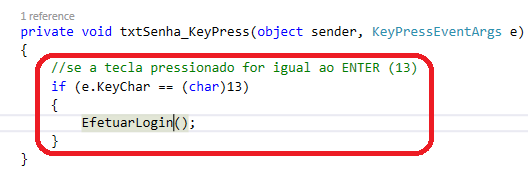 1 reference
private void txtSenha_KeyPress(object sender, KeyPressEventArgs e)
{
//se a tecla pressionado for igual ao ENTER (13)
if (e.KeyChar == (char)13)
{
EfetuarLogin();
}
}